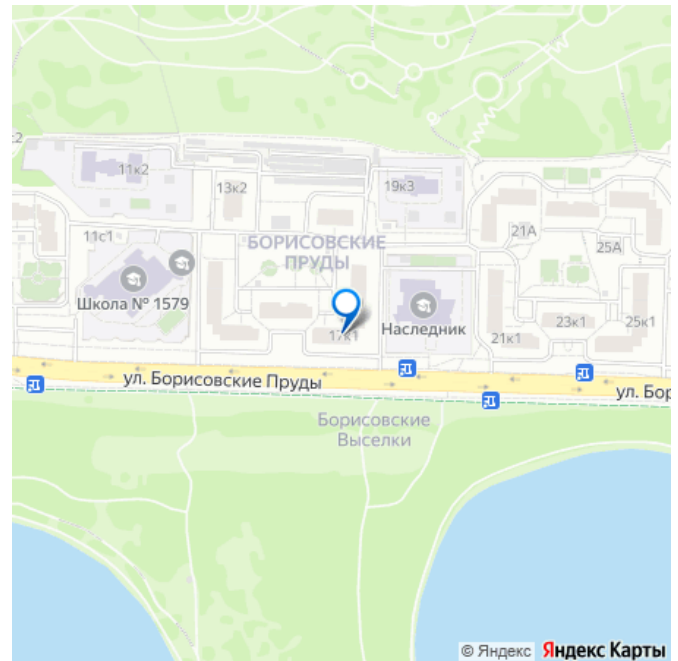 11к2
13к2
19к3
11с1
БОРИСОВСКИЕ
ПРУДЫ
21А
25А
Школа № 1579
Наследник
17к1
21к1
23к1
25к1
ул. Борисовские Пруды
ул. Бор
Борисовские
Выселки
© Яндекс Яндекс Карты